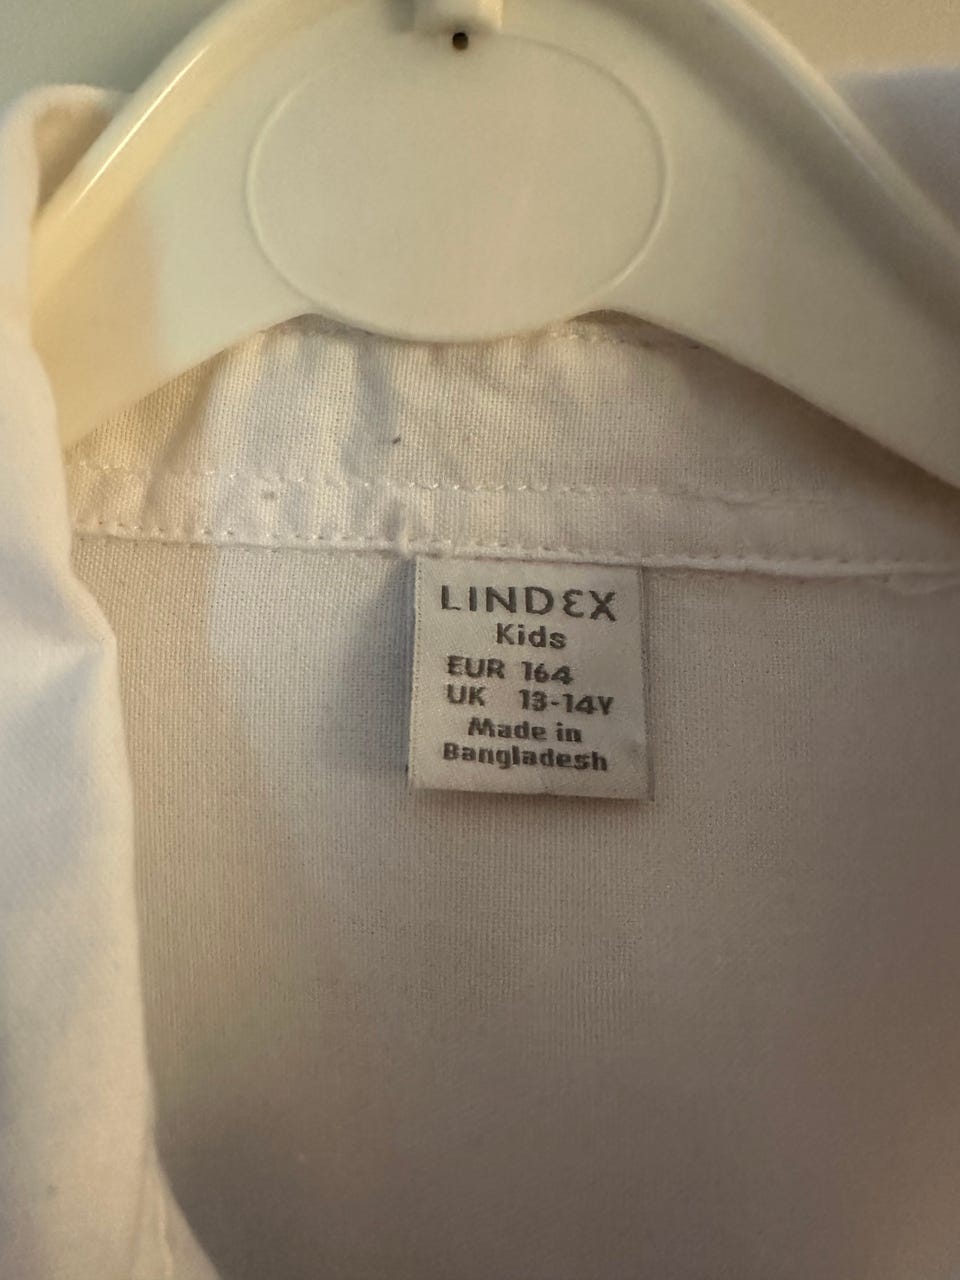 LINDEX
Kids
EUR 164
UK 13-14Y
Made in
Bangladesh